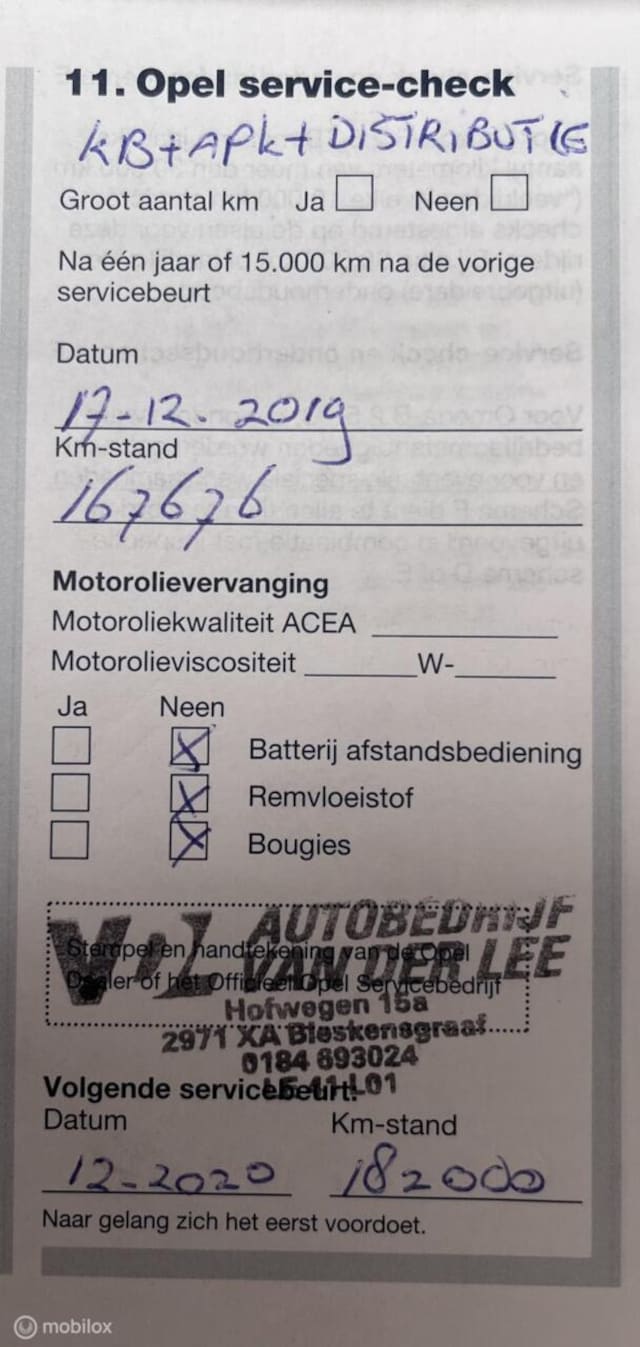 11. Opel service-check
KB + APK + DISTRIBUTIE
Groot aantal km Ja Neen
Na één jaar of 15.000 km na de vorige
servicebeurt
Datum
17-12-2019
Km-stand
167676
Motorolievervanging
Motoroliekwaliteit ACEA
Motorolieviscositeit W-
Ja Neen
Batterij afstandsbediening
Remvloeistof
Bougies
AUTOBEDRIJF
VAN DER LEE
Stempel en handtekening van de Opel
Dealer of het Officieel Opel Servicebedrijf
Hofwegen 15a
2971 XA Bleskensgraaf
0184 693024
Volgende servicebeurt:
Datum Km-stand
12-2020 182000
Naar gelang zich het eerst voordoet.
mobilox